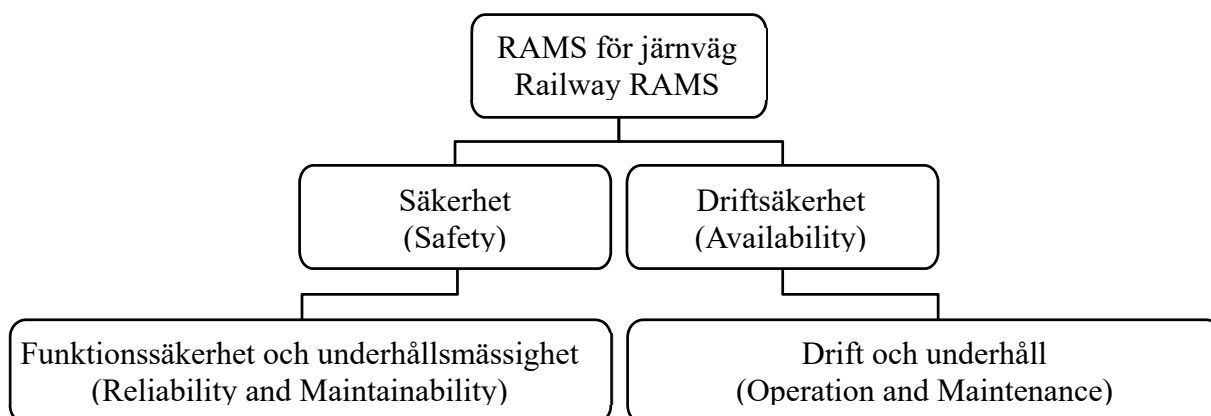 RAMS för järnväg
Railway RAMS
Säkerhet
(Safety)
Driftsäkerhet
(Availability)
Funktionssäkerhet och underhållsmässighet
(Reliability and Maintainability)
Drift och underhåll
(Operation and Maintenance)